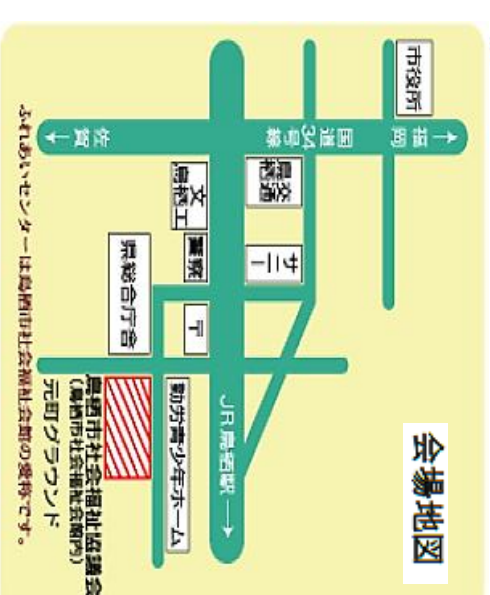 会場地図
市役所
福岡
国道34号線
佐賀
鳥栖
交通
サニー
文
鳥栖工
警察
〒
県総合庁舎
JR鳥栖駅
勤労青少年ホーム
鳥栖市社会福祉協議会
(鳥栖市社会福祉会館内)
元町グラウンド
ふれあいセンターは鳥栖市社会福祉会館の愛称です。